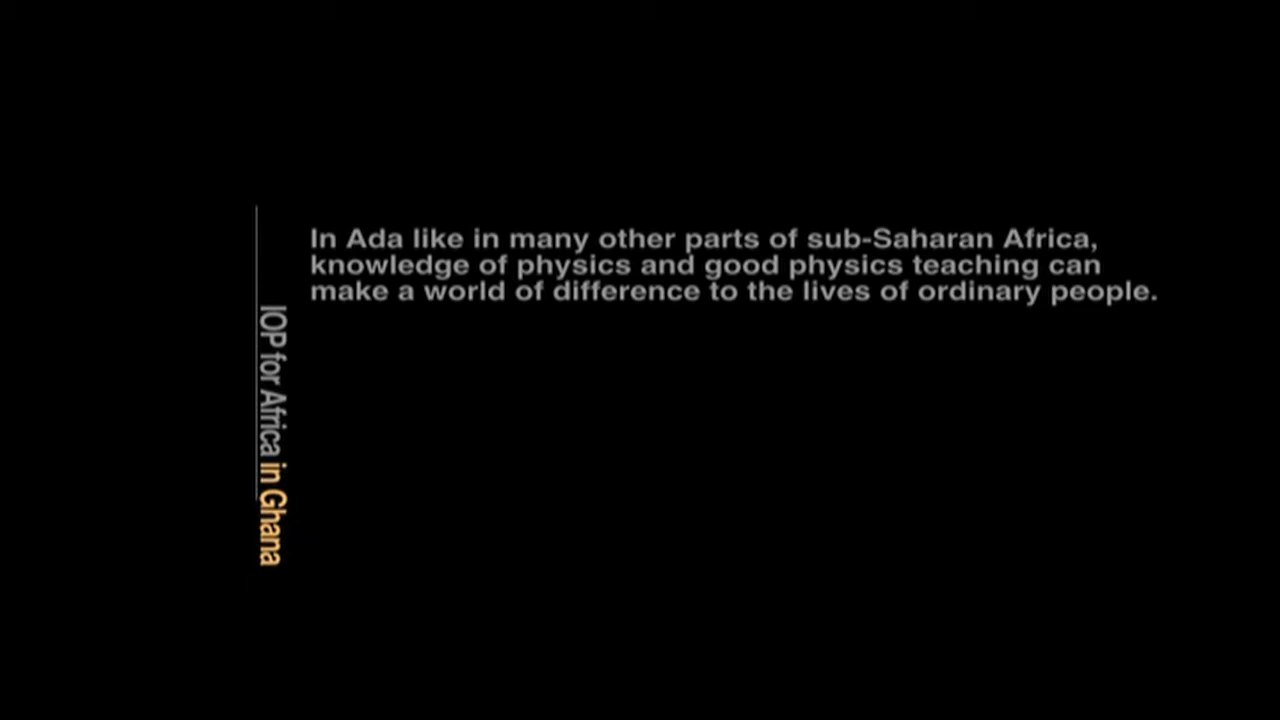 In Ada like in many other parts of sub-Saharan Africa,
knowledge of physics and good physics teaching can
make a world of difference to the lives of ordinary people.
IOP for Africa in Ghana